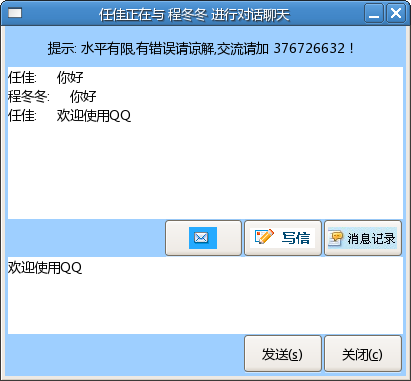 任佳正在与 程冬冬 进行对话聊天
提示: 水平有限,有错误请谅解,交流请加 376726632！
任佳:    你好
程冬冬:    你好
任佳:    欢迎使用QQ
写信 消息记录
欢迎使用QQ
发送(s) 关闭(c)